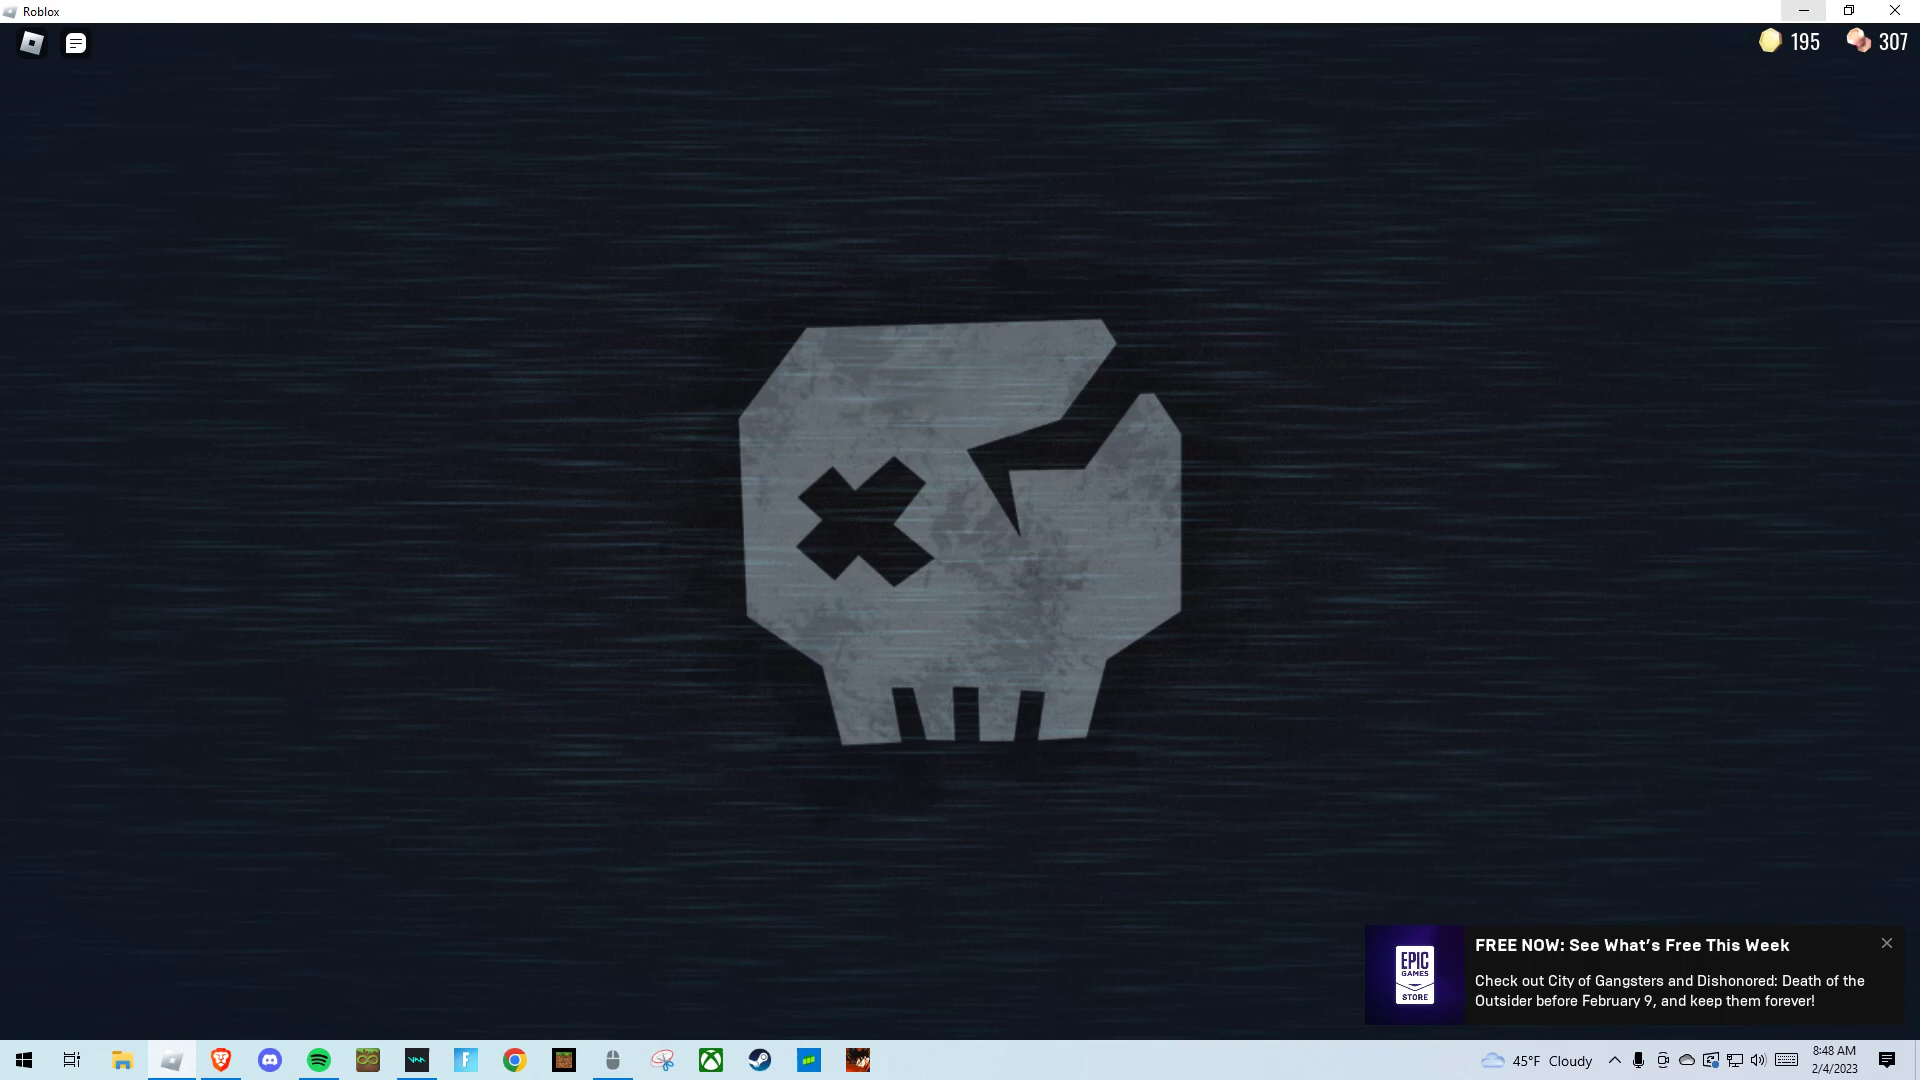 Roblox
195
307
FREE NOW: See What's Free This Week
EPIC
GAMES
STORE
Check out City of Gangsters and Dishonored: Death of the
Outsider before February 9, and keep them forever!
45°F Cloudy
8:48 AM
2/4/2023